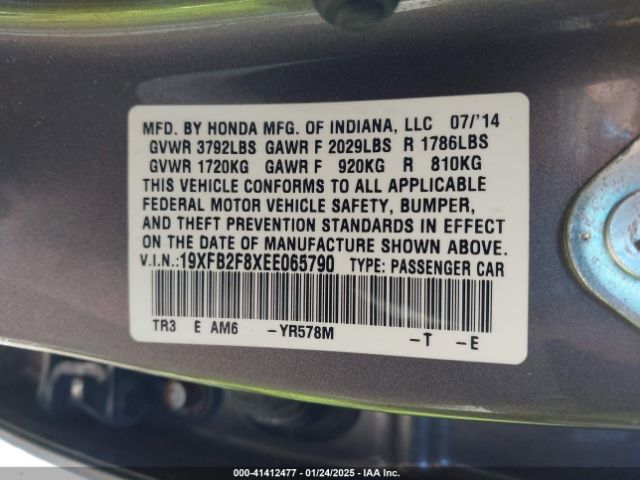 MFD. BY HONDA MFG. OF INDIANA, LLC 07/'14
GVWR 3792LBS GAWR F 2029LBS R 1786LBS
GVWR 1720KG GAWR F 920KG R 810KG
THIS VEHICLE CONFORMS TO ALL APPLICABLE
FEDERAL MOTOR VEHICLE SAFETY, BUMPER,
AND THEFT PREVENTION STANDARDS IN EFFECT
ON THE DATE OF MANUFACTURE SHOWN ABOVE.
V.I.N.:19XFB2F8XEE065790 TYPE: PASSENGER CAR
TR3 E AM6 -YR578M -T -E
000-41412477 - 01/24/2025 - IAA Inc.